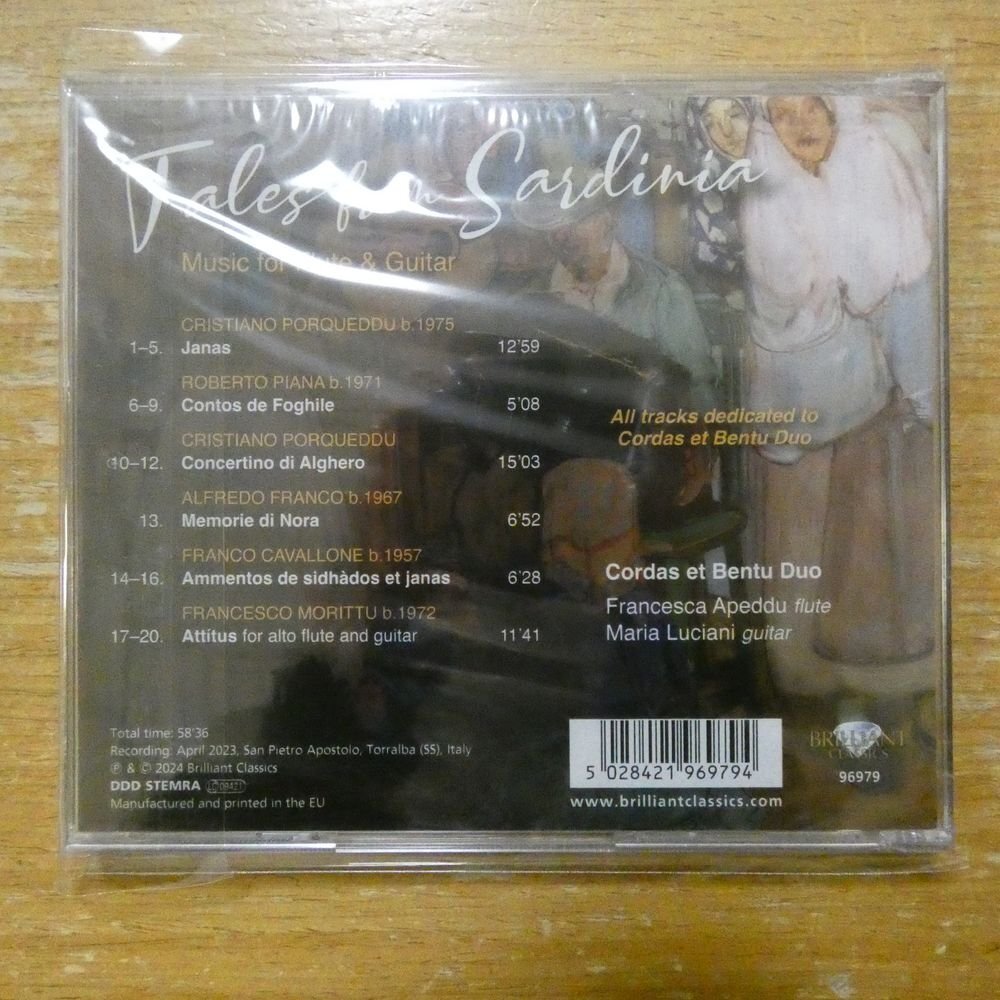 Tales from Sardinia
Music for Flute & Guitar
CRISTIANO PORQUEDDU b.1975
1–5. Janas 12'59
ROBERTO PIANA b.1971
6–9. Contos de Foghile 5'08
CRISTIANO PORQUEDDU
10–12. Concertino di Alghero 15'03
ALFREDO FRANCO b.1967
13. Memorie di Nora 6'52
FRANCO CAVALLONE b.1957
14–16. Ammentos de sidhàdos et janas 6'28
FRANCESCO MORITTU b.1972
17–20. Attítus for alto flute and guitar 11'41
All tracks dedicated to
Cordas et Bentu Duo
Cordas et Bentu Duo
Francesca Apeddu flute
Maria Luciani guitar
Total time: 58'36
Recording: April 2023, San Pietro Apostolo, Torralba (SS), Italy
℗ & © 2024 Brilliant Classics
DDD STEMRA LC 09421
Manufactured and printed in the EU
5 028421 969794
www.brilliantclassics.com
BRILLIANT
CLASSICS
96979